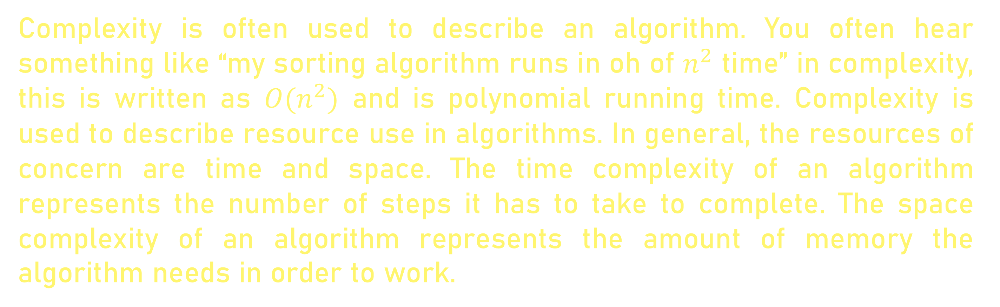 Complexity is often used to describe an algorithm. You often hear
something like “my sorting algorithm runs in oh of n² time” in complexity,
this is written as O(n²) and is polynomial running time. Complexity is
used to describe resource use in algorithms. In general, the resources of
concern are time and space. The time complexity of an algorithm
represents the number of steps it has to take to complete. The space
complexity of an algorithm represents the amount of memory the
algorithm needs in order to work.